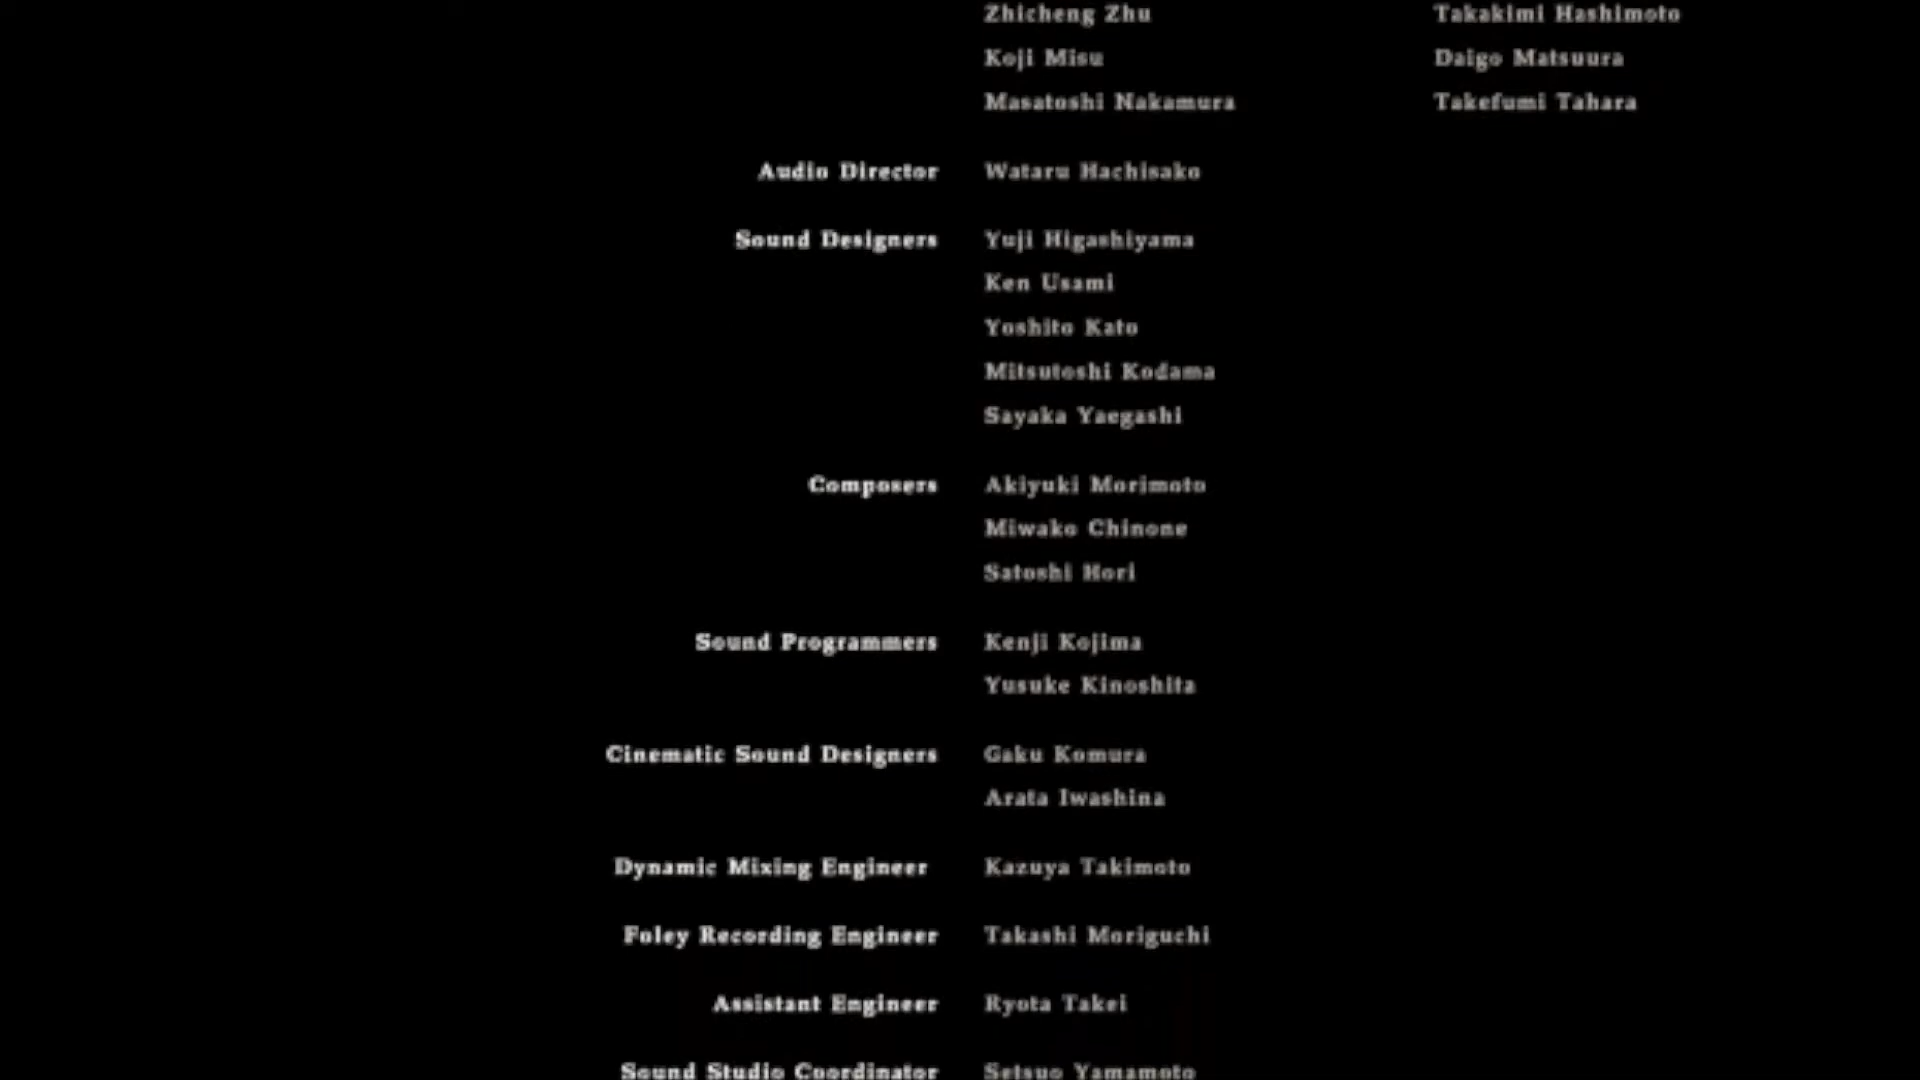 Zhicheng Zhu Takakimi Hashimoto
Koji Misu Daigo Matsuura
Masatoshi Nakamura Takefumi Tahara
Audio Director Wataru Hachisako
Sound Designers Yuji Higashiyama
Ken Usami
Yoshito Kato
Mitsutoshi Kodama
Sayaka Yaegashi
Composers Akiyuki Morimoto
Miwako Chinone
Satoshi Hori
Sound Programmers Kenji Kojima
Yusuke Kinoshita
Cinematic Sound Designers Gaku Komura
Arata Iwashina
Dynamic Mixing Engineer Kazuya Takimoto
Foley Recording Engineer Takashi Moriguchi
Assistant Engineer Ryota Takei
Sound Studio Coordinator Setsuo Yamamoto